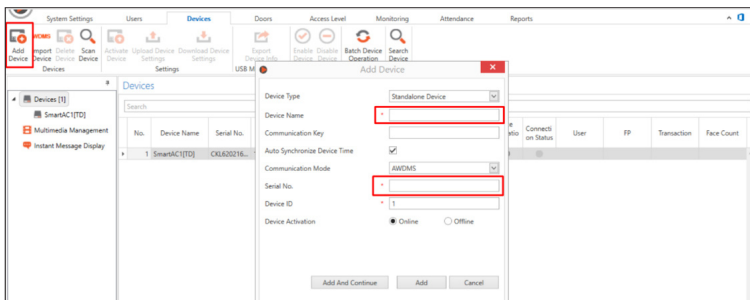 System Settings Users Devices Doors Access Level Monitoring Attendance Reports
Add Device
AWDMS Import Device
Delete Device
Scan Device
Activate Device
Upload Device Settings
Download Device Settings
Export Device Info
Enable Device
Disable Device
Batch Device Operation
Search Device
Devices Settings USB M
Devices [1]
SmartAC1[TD]
Multimedia Management
Instant Message Display
Devices
Search
No. Device Name Serial No. Connecti on Status User FP Transaction Face Count
1 SmartAC1[TD] CKL620216...
Add Device
Device Type Standalone Device
Device Name *
Communication Key
Auto Synchronize Device Time
Communication Mode AWDMS
Serial No. *
Device ID * 1
Device Activation Online Offline
Add And Continue Add Cancel